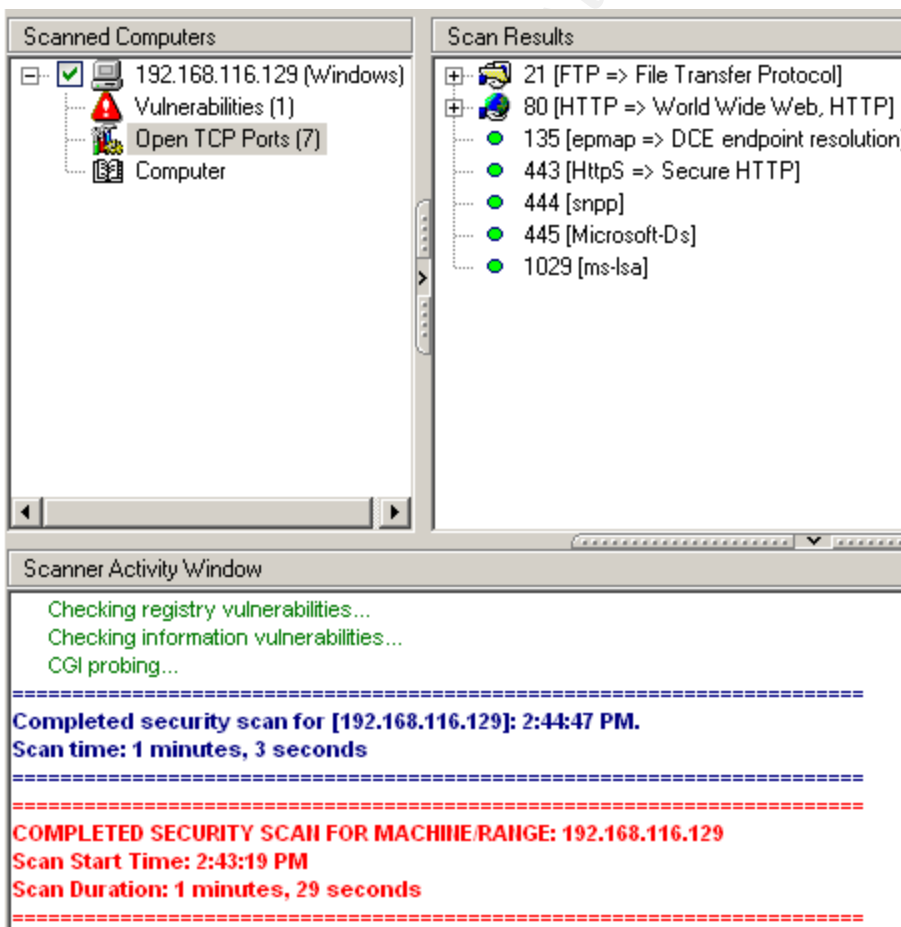 Scanned Computers
192.168.116.129 (Windows)
Vulnerabilities (1)
Open TCP Ports (7)
Computer
Scan Results
21 [FTP => File Transfer Protocol]
80 [HTTP => World Wide Web, HTTP]
135 [epmap => DCE endpoint resolution]
443 [HttpS => Secure HTTP]
444 [snpp]
445 [Microsoft-Ds]
1029 [ms-lsa]
Scanner Activity Window
Checking registry vulnerabilities...
Checking information vulnerabilities...
CGI probing...
=======================================================================
Completed security scan for [192.168.116.129]: 2:44:47 PM.
Scan time: 1 minutes, 3 seconds
=======================================================================
=======================================================================
COMPLETED SECURITY SCAN FOR MACHINE/RANGE: 192.168.116.129
Scan Start Time: 2:43:19 PM
Scan Duration: 1 minutes, 29 seconds
=======================================================================